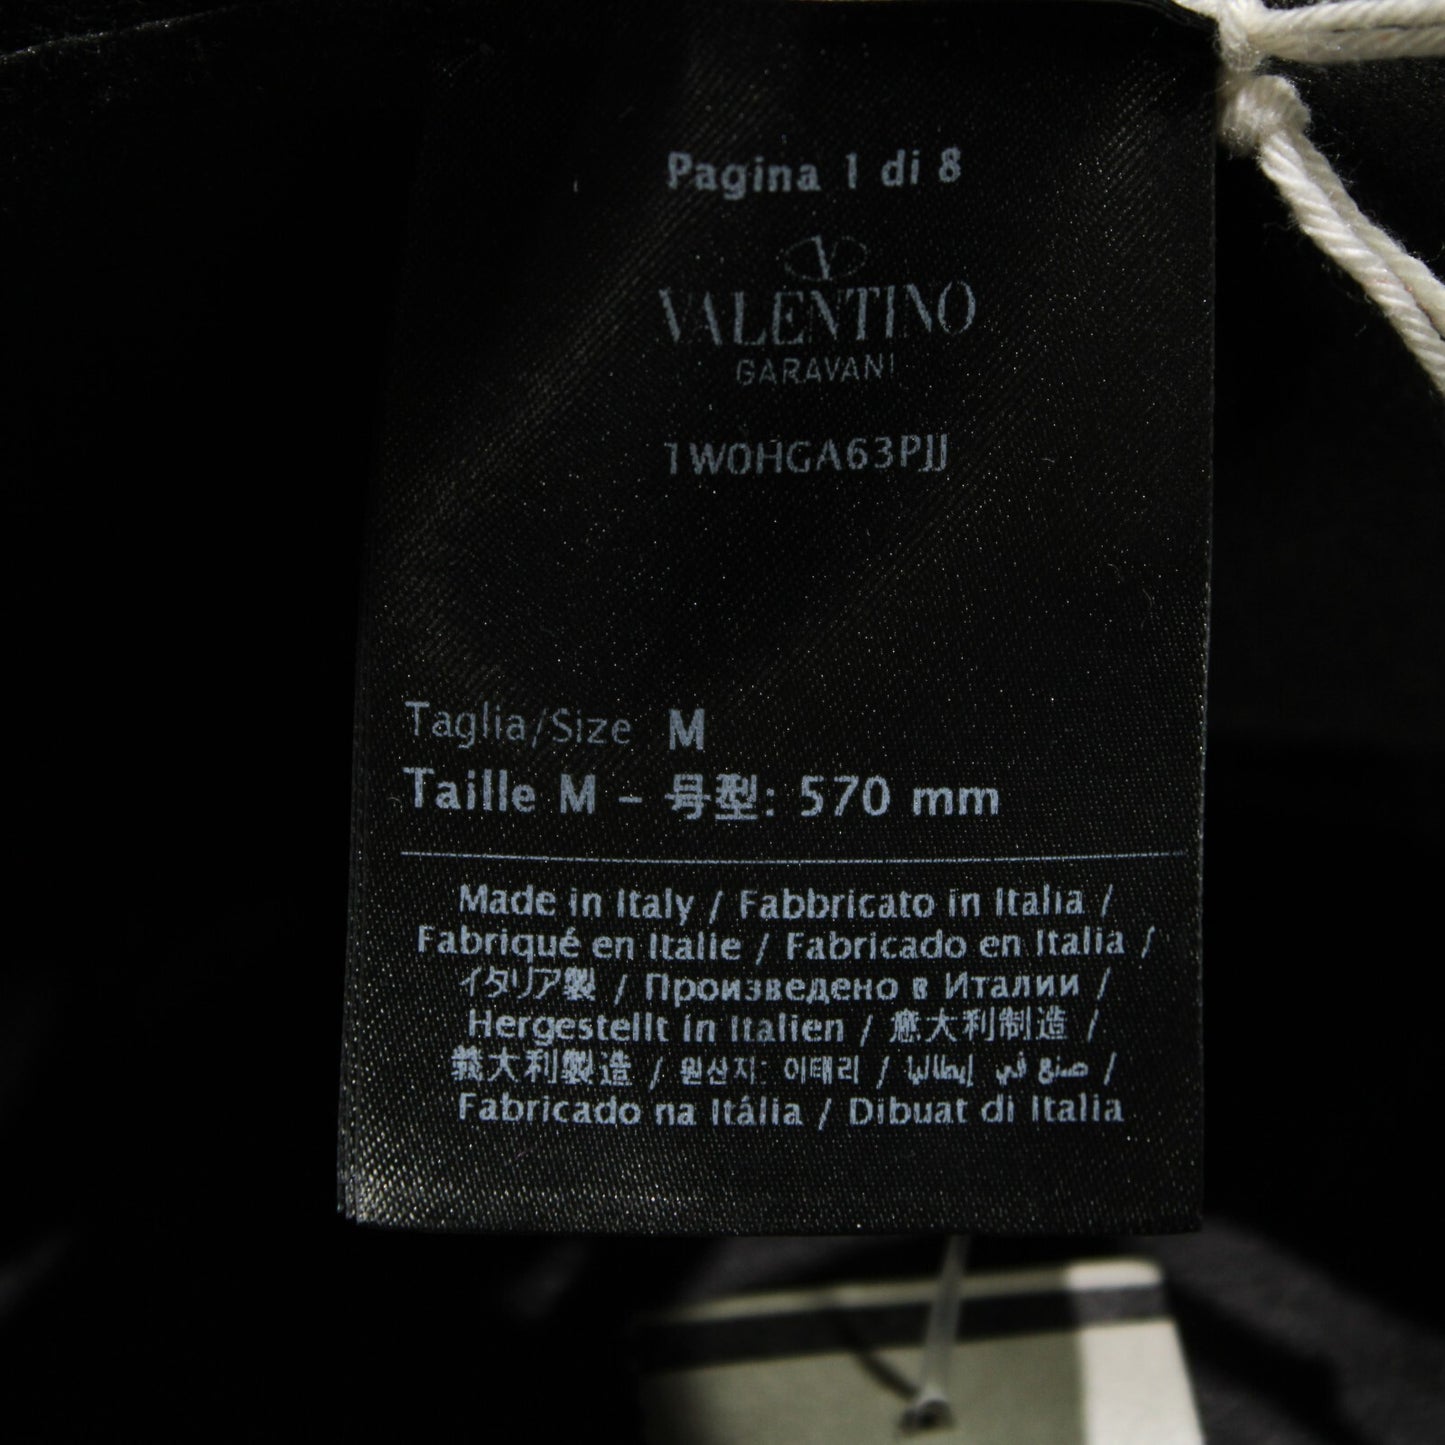 Pagina 1 di 8
V
VALENTINO
GARAVANI
1W0HGA63PJJ
Taglia/Size M
Taille M - 号型: 570 mm
Made in Italy / Fabbricato in Italia /
Fabriqué en Italie / Fabricado en Italia /
イタリア製 / Произведено в Италии /
Hergestellt in Italien / 意大利制造 /
義大利製造 / 원산지: 이태리 / صنع في إيطاليا /
Fabricado na Itália / Dibuat di Italia